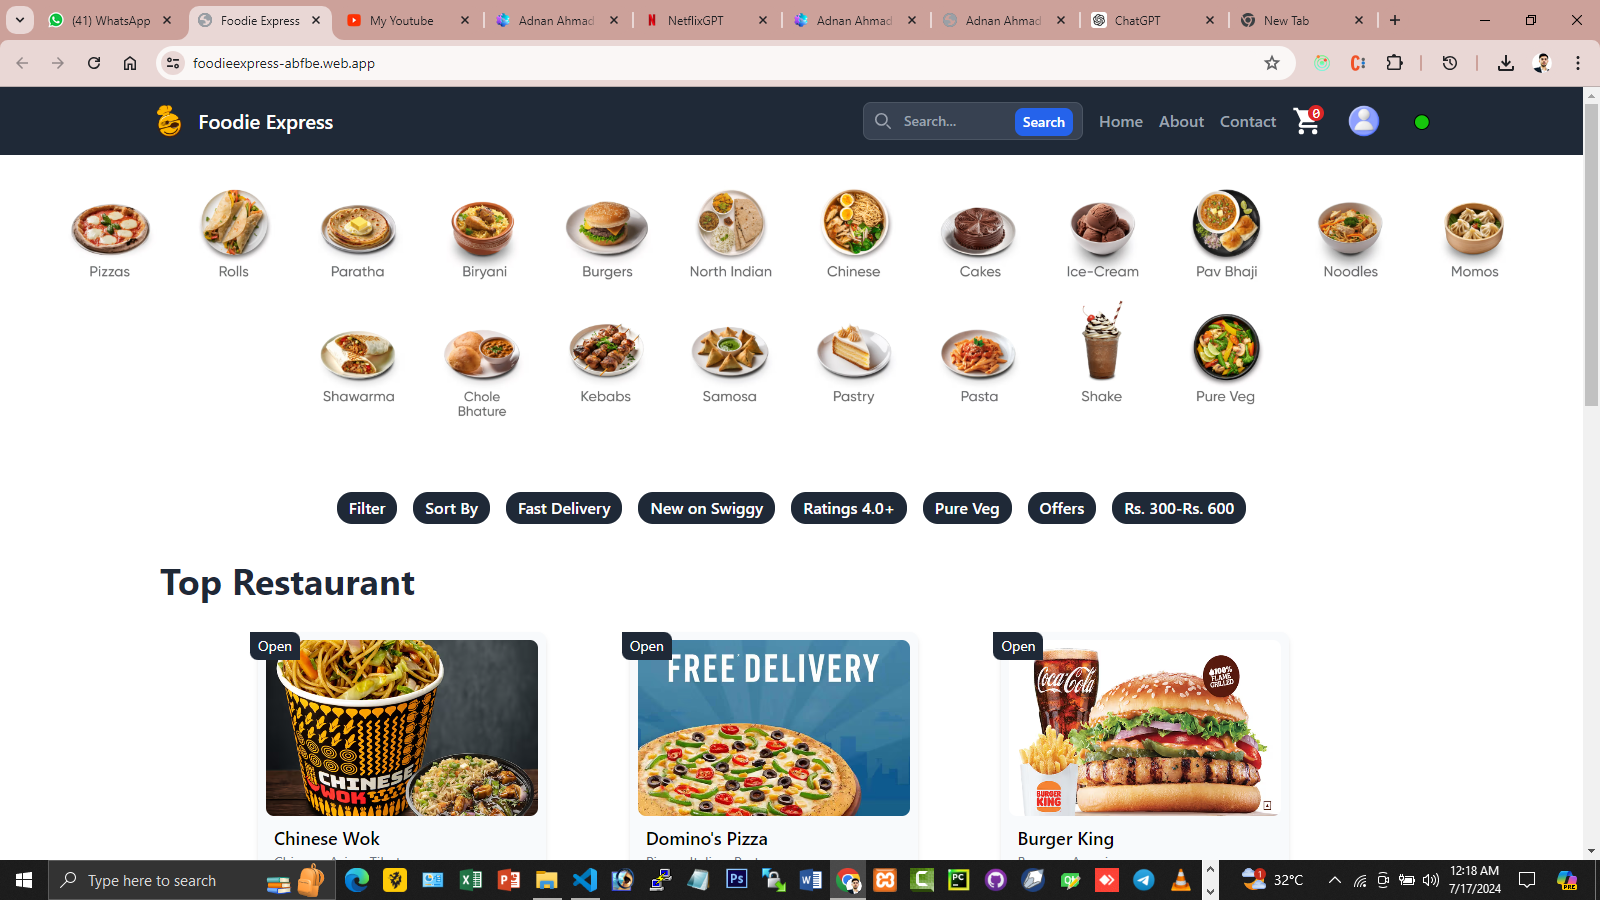 (41) WhatsApp
Foodie Express
My Youtube
Adnan Ahmad
NetflixGPT
Adnan Ahmad
Adnan Ahmad
ChatGPT
New Tab
foodieexpress-abfbe.web.app
Foodie Express
Search...
Search
Home
About
Contact
0
Pizzas
Rolls
Paratha
Biryani
Burgers
North Indian
Chinese
Cakes
Ice-Cream
Pav Bhaji
Noodles
Momos
Shawarma
Chole
Bhature
Kebabs
Samosa
Pastry
Pasta
Shake
Pure Veg
Filter
Sort By
Fast Delivery
New on Swiggy
Ratings 4.0+
Pure Veg
Offers
Rs. 300-Rs. 600
Top Restaurant
Open
CHINESE
WOK
Open
FREE DELIVERY
Open
Coca-Cola
100%
FLAME
GRILLED
BURGER
KING
Chinese Wok
Domino's Pizza
Burger King
Type here to search
1
32°C
12:18 AM
7/17/2024